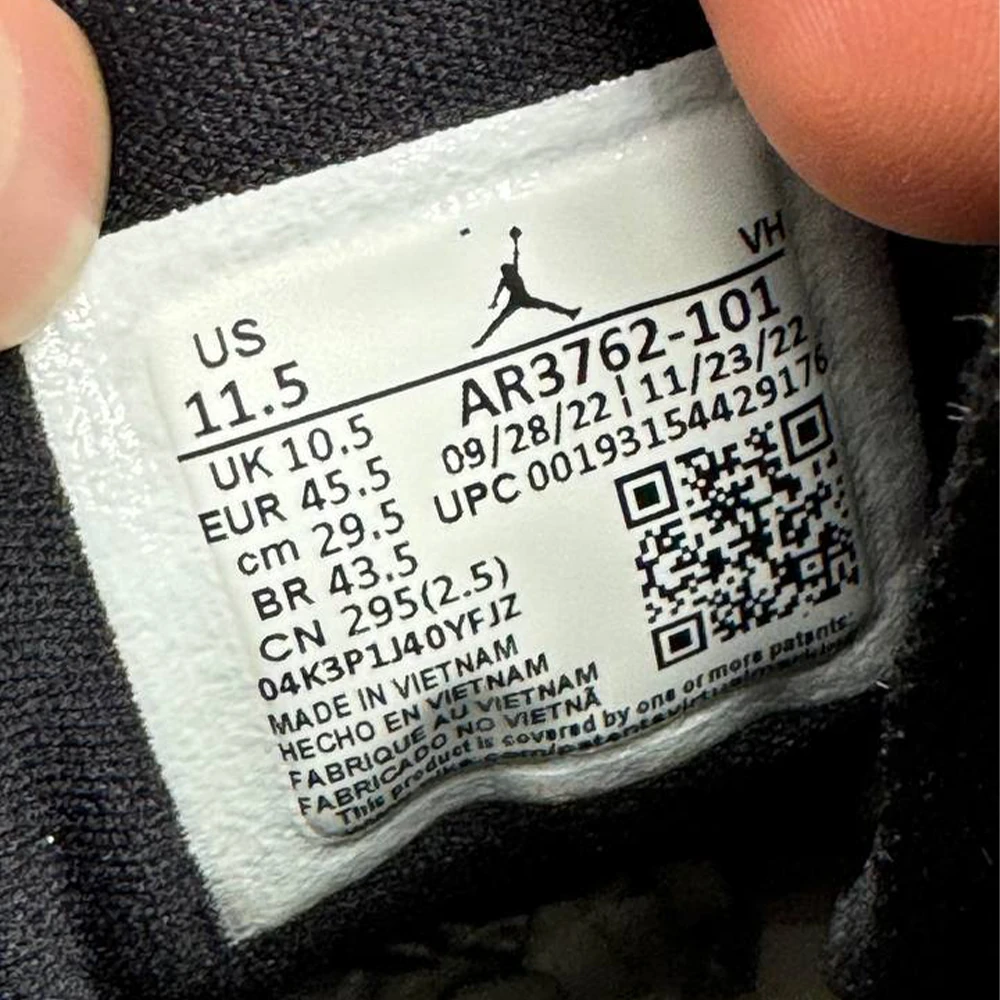 VH
US
11.5
AR3762-101
09/28/22 | 11/23/22
UPC 00193154429176
UK 10.5
EUR 45.5
cm 29.5
BR 43.5
CN 295(2.5)
04K3P1J40YFJZ
MADE IN VIETNAM
HECHO EN VIETNAM
FABRIQUE AU VIETNAM
FABRICADO NO VIETNÃ
This product is covered by one or more patents.